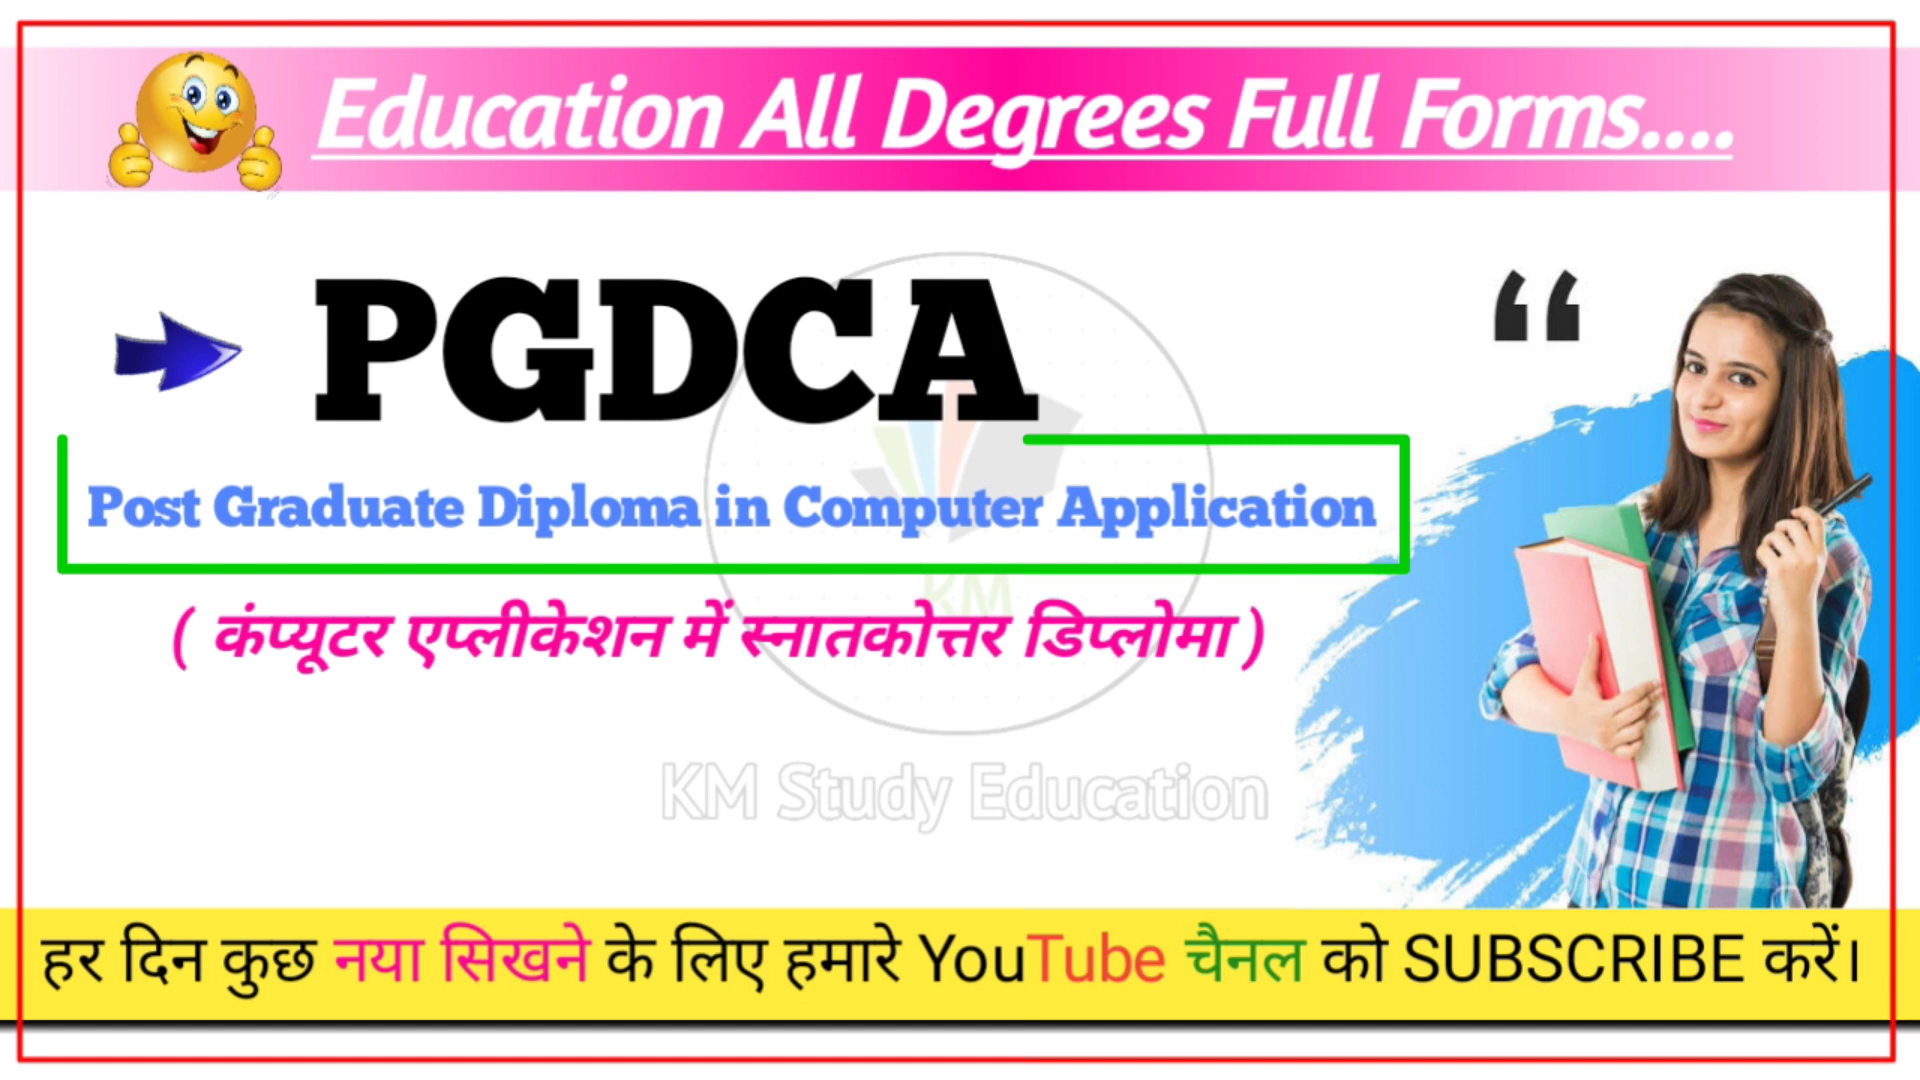 Education All Degrees Full Forms....
PGDCA
Post Graduate Diploma in Computer Application
( कंप्यूटर एप्लीकेशन में स्नातकोत्तर डिप्लोमा )
KM
KM Study Education
हर दिन कुछ नया सिखने के लिए हमारे YouTube चैनल को SUBSCRIBE करें।